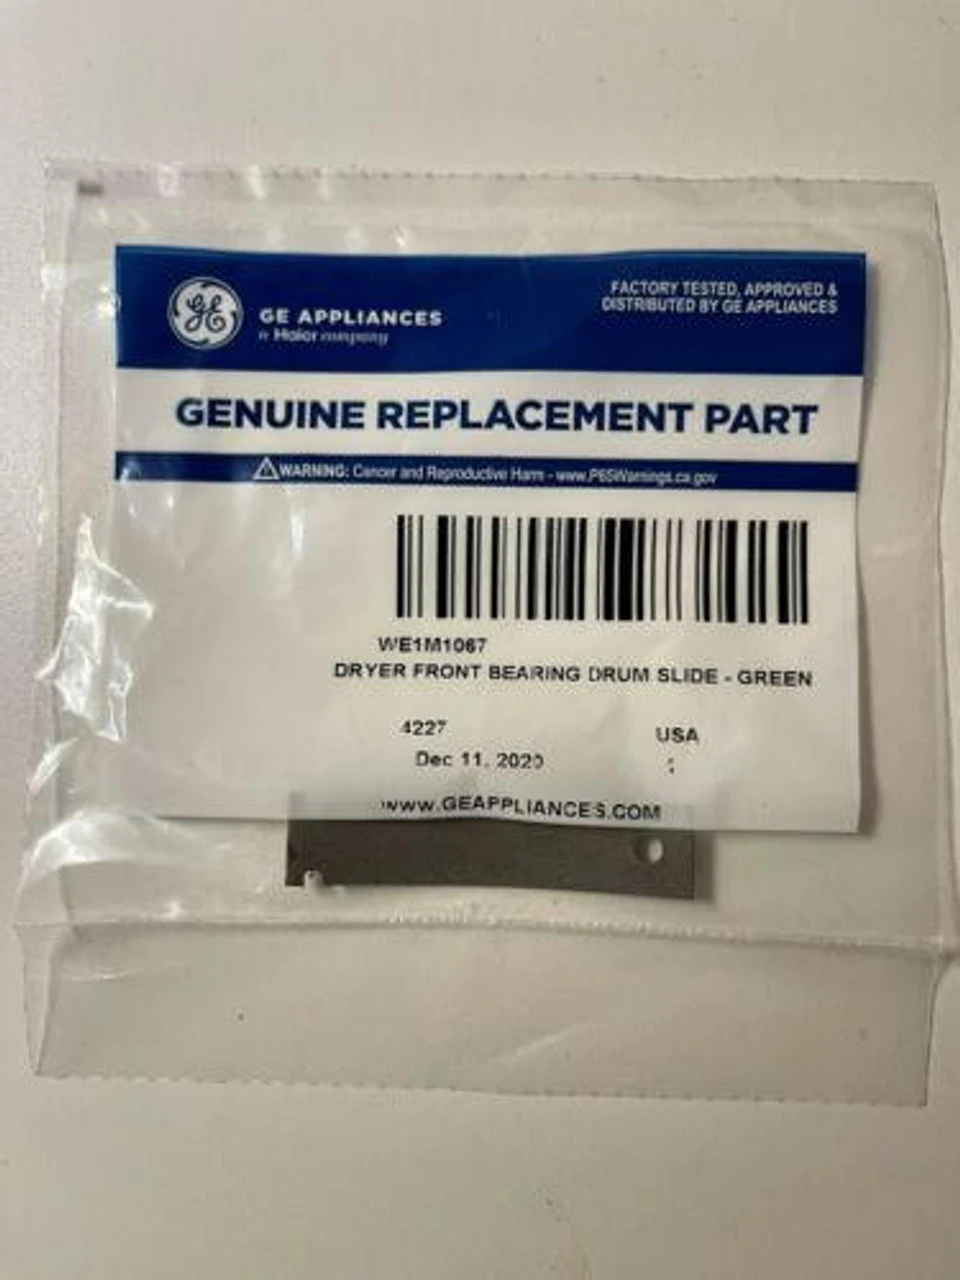 GE
GE APPLIANCES
a Haier company
FACTORY TESTED, APPROVED &
DISTRIBUTED BY GE APPLIANCES
GENUINE REPLACEMENT PART
WARNING: Cancer and Reproductive Harm - www.P65Warnings.ca.gov
WE1M1067
DRYER FRONT BEARING DRUM SLIDE - GREEN
4227
USA
Dec 11, 2020
www.GEAPPLIANCES.COM